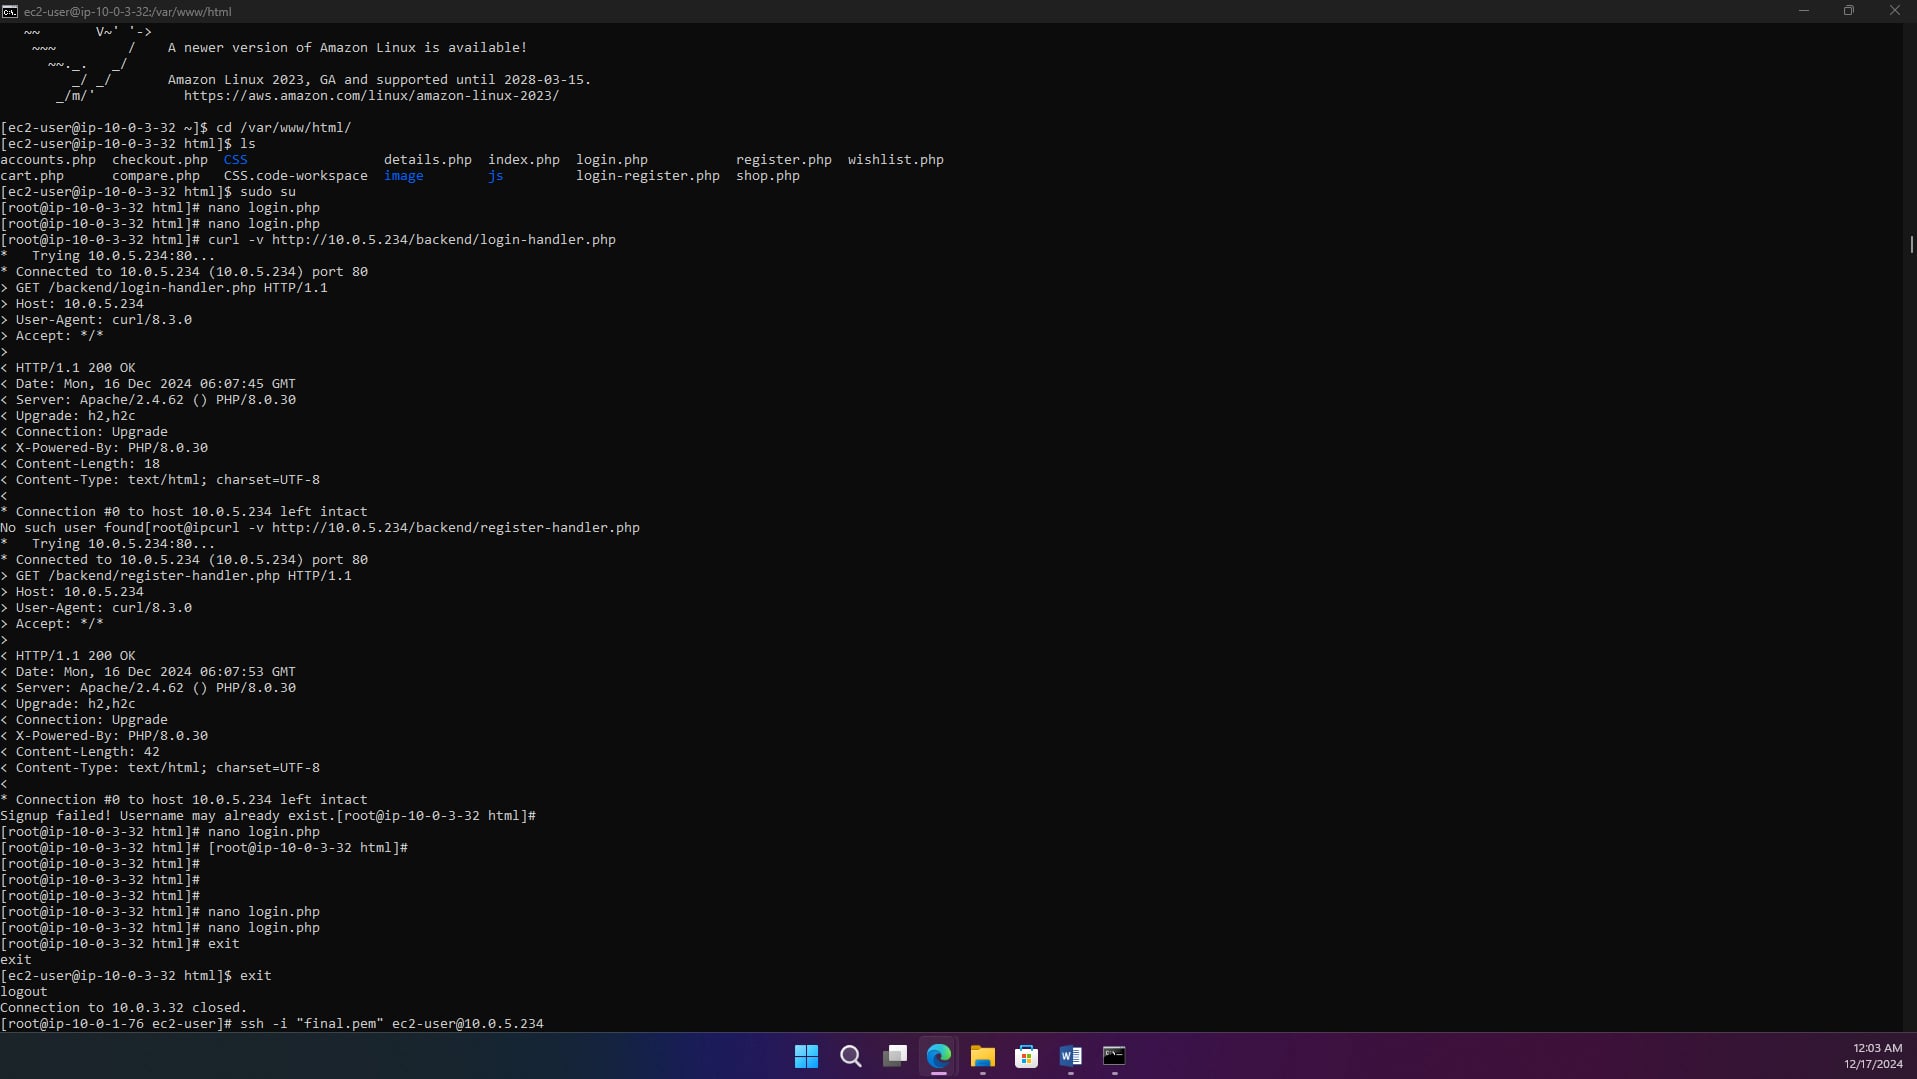 ec2-user@ip-10-0-3-32:/var/www/html
~~       V~' '->
~~~         /    A newer version of Amazon Linux is available!
~~._.   _/
_/ _/       Amazon Linux 2023, GA and supported until 2028-03-15.
_/m/'           https://aws.amazon.com/linux/amazon-linux-2023/
[ec2-user@ip-10-0-3-32 ~]$ cd /var/www/html/
[ec2-user@ip-10-0-3-32 html]$ ls
accounts.php  checkout.php  CSS                 details.php  index.php  login.php           register.php  wishlist.php
cart.php      compare.php   CSS.code-workspace  image        js         login-register.php  shop.php
[ec2-user@ip-10-0-3-32 html]$ sudo su
[root@ip-10-0-3-32 html]# nano login.php
[root@ip-10-0-3-32 html]# nano login.php
[root@ip-10-0-3-32 html]# curl -v http://10.0.5.234/backend/login-handler.php
*   Trying 10.0.5.234:80...
* Connected to 10.0.5.234 (10.0.5.234) port 80
> GET /backend/login-handler.php HTTP/1.1
> Host: 10.0.5.234
> User-Agent: curl/8.3.0
> Accept: */*
>
< HTTP/1.1 200 OK
< Date: Mon, 16 Dec 2024 06:07:45 GMT
< Server: Apache/2.4.62 () PHP/8.0.30
< Upgrade: h2,h2c
< Connection: Upgrade
< X-Powered-By: PHP/8.0.30
< Content-Length: 18
< Content-Type: text/html; charset=UTF-8
<
* Connection #0 to host 10.0.5.234 left intact
No such user found[root@ipcurl -v http://10.0.5.234/backend/register-handler.php
*   Trying 10.0.5.234:80...
* Connected to 10.0.5.234 (10.0.5.234) port 80
> GET /backend/register-handler.php HTTP/1.1
> Host: 10.0.5.234
> User-Agent: curl/8.3.0
> Accept: */*
>
< HTTP/1.1 200 OK
< Date: Mon, 16 Dec 2024 06:07:53 GMT
< Server: Apache/2.4.62 () PHP/8.0.30
< Upgrade: h2,h2c
< Connection: Upgrade
< X-Powered-By: PHP/8.0.30
< Content-Length: 42
< Content-Type: text/html; charset=UTF-8
<
* Connection #0 to host 10.0.5.234 left intact
Signup failed! Username may already exist.[root@ip-10-0-3-32 html]#
[root@ip-10-0-3-32 html]# nano login.php
[root@ip-10-0-3-32 html]# [root@ip-10-0-3-32 html]#
[root@ip-10-0-3-32 html]#
[root@ip-10-0-3-32 html]#
[root@ip-10-0-3-32 html]#
[root@ip-10-0-3-32 html]# nano login.php
[root@ip-10-0-3-32 html]# nano login.php
[root@ip-10-0-3-32 html]# exit
exit
[ec2-user@ip-10-0-3-32 html]$ exit
logout
Connection to 10.0.3.32 closed.
[root@ip-10-0-1-76 ec2-user]# ssh -i "final.pem" ec2-user@10.0.5.234
12:03 AM
12/17/2024